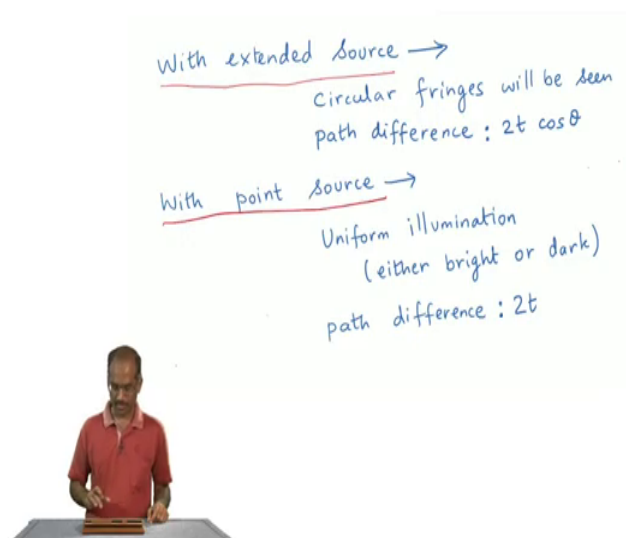 With extended source →
Circular fringes will be seen
path difference : 2t cosθ
With point source →
Uniform illumination
(either bright or dark)
path difference : 2t